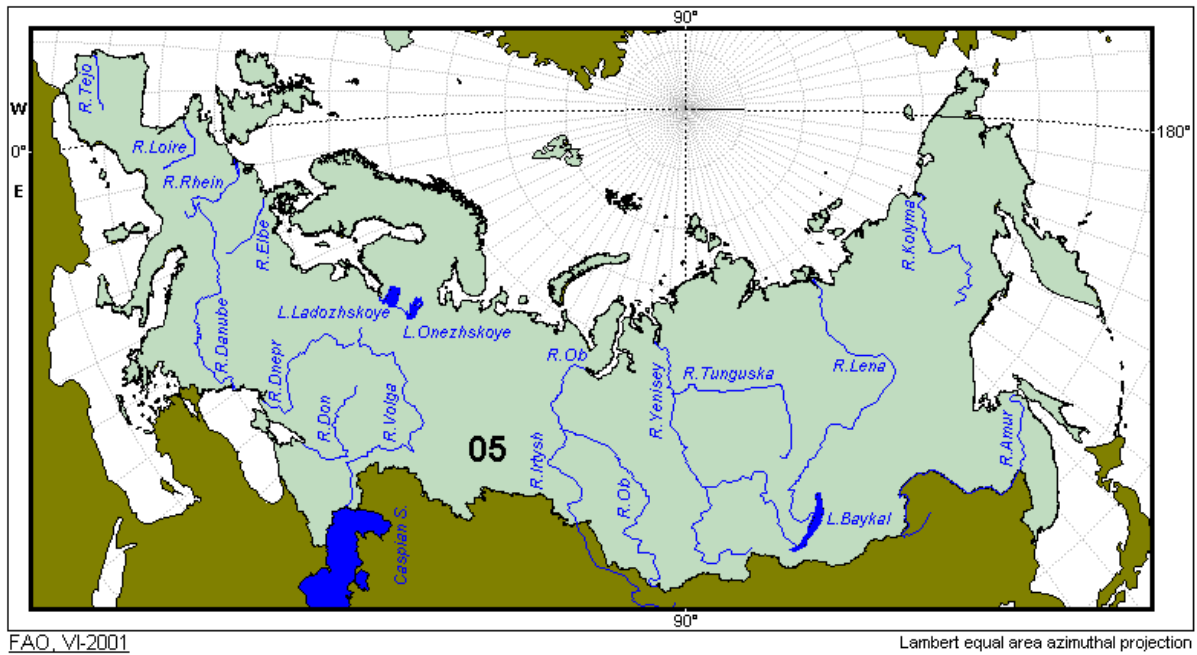 90°
W
0°
E
180°
R.Tejo
R.Loire
R.Rhein
R.Elbe
R.Kolyma
L.Ladozhskoye
L.Onezhskoye
R.Danube
R.Dnepr
R.Don
R.Volga
R.Ob
R.Yenisey
R.Tunguska
R.Lena
R.Amur
05
R.Irtysh
R.Ob
L.Baykal
Caspian S.
90°
FAO, VI-2001
Lambert equal area azimuthal projection